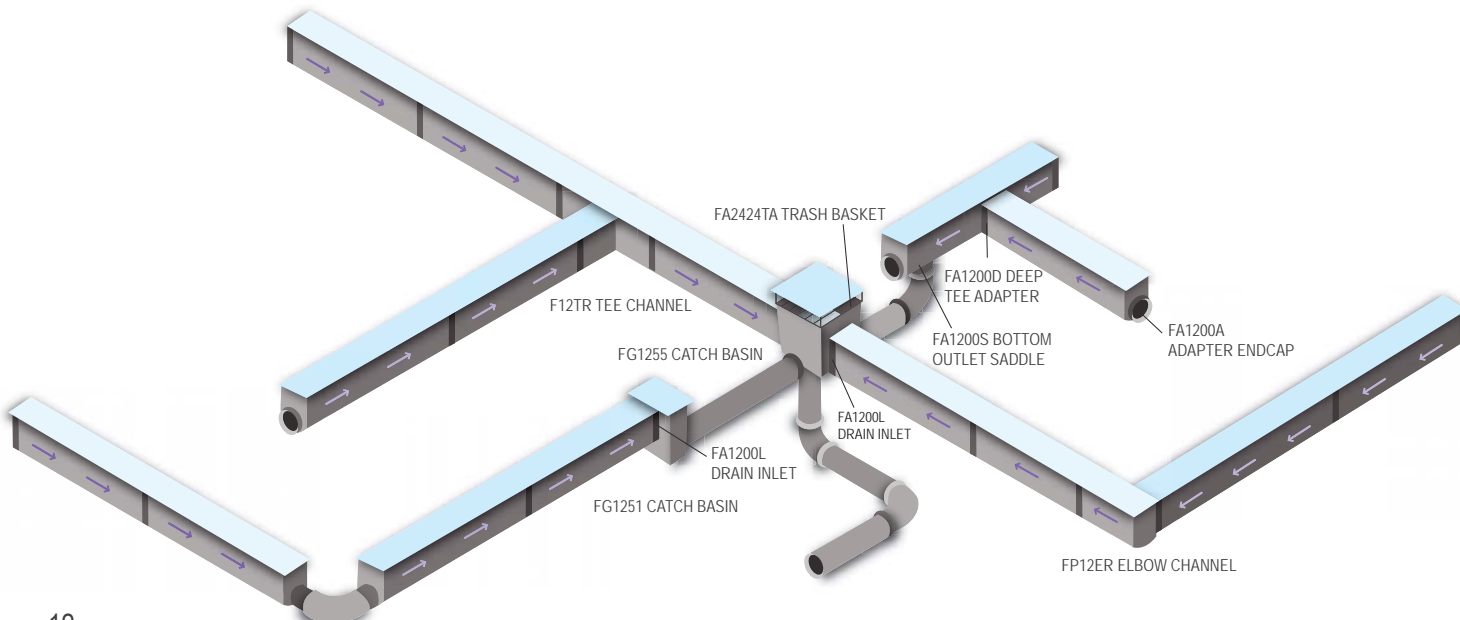 FA2424TA TRASH BASKET
F12TR TEE CHANNEL
FA1200D DEEP
TEE ADAPTER
FA1200S BOTTOM
OUTLET SADDLE
FA1200A
ADAPTER ENDCAP
FG1255 CATCH BASIN
FA1200L
DRAIN INLET
FA1200L
DRAIN INLET
FG1251 CATCH BASIN
FP12ER ELBOW CHANNEL